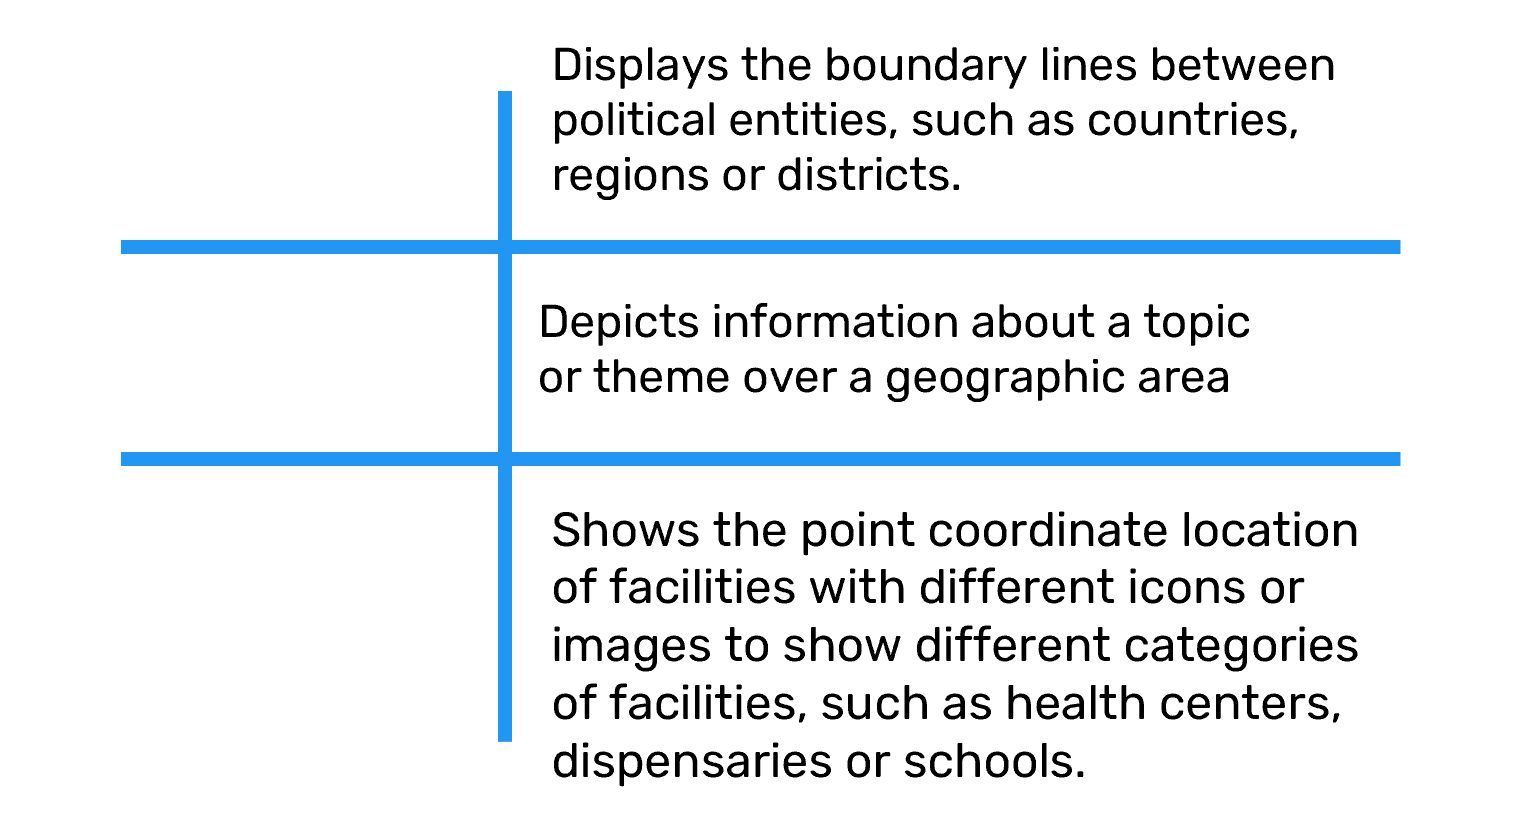 Displays the boundary lines between
political entities, such as countries,
regions or districts.
Depicts information about a topic
or theme over a geographic area
Shows the point coordinate location
of facilities with different icons or
images to show different categories
of facilities, such as health centers,
dispensaries or schools.